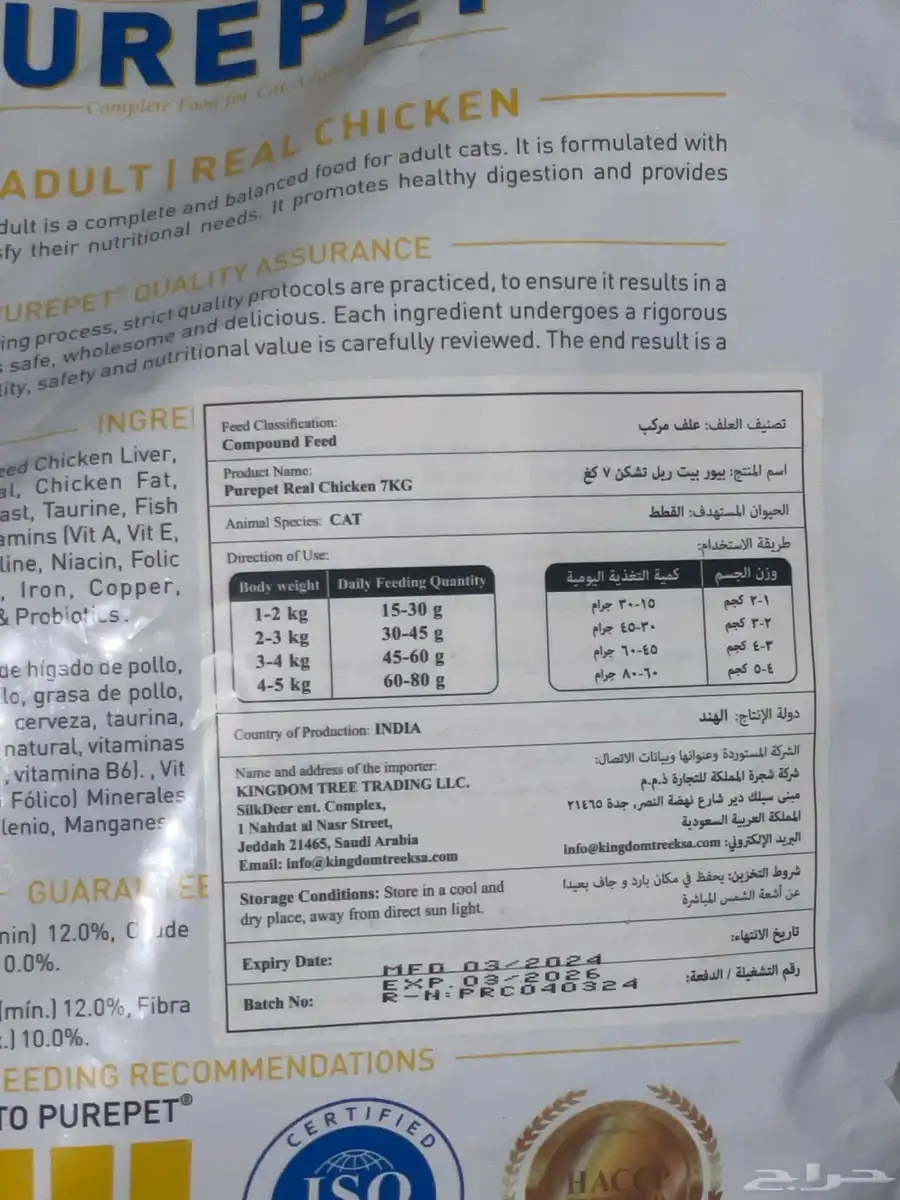 UREPET
Complete Food for Cat
ADULT | REAL CHICKEN
dult is a complete and balanced food for adult cats. It is formulated with
sfy their nutritional needs. It promotes healthy digestion and provides
UREPET® QUALITY ASSURANCE
ing process, strict quality protocols are practiced, to ensure it results in a
safe, wholesome and delicious. Each ingredient undergoes a rigorous
lity, safety and nutritional value is carefully reviewed. The end result is a
INGRE
eed Chicken Liver,
al, Chicken Fat,
ast, Taurine, Fish
amins (Vit A, Vit E,
line, Niacin, Folic
, Iron, Copper,
& Probiotics.
de hígado de pollo,
lo, grasa de pollo,
cerveza, taurina,
natural, vitaminas
, vitamina B6). , Vit
Fólico) Minerales
lenio, Manganes
GUARA TEE
min) 12.0%, Crude
0.0%.
(mín.) 12.0%, Fibra
.) 10.0%.
Feed Classification:
Compound Feed
تصنيف العلف: علف مركب
Product Name:
Purepet Real Chicken 7KG
اسم المنتج: بيور بيت ريل تشكن ٧ كغ
Animal Species: CAT
الحيوان المستهدف: القطط
Direction of Use:
طريقة الاستخدام:
Body weight Daily Feeding Quantity
1-2 kg 15-30 g
2-3 kg 30-45 g
3-4 kg 45-60 g
4-5 kg 60-80 g
وزن الجسم كمية التغذية اليومية
١-٢ كجم ١٥-٣٠ جرام
٢-٣ كجم ٣٠-٤٥ جرام
٣-٤ كجم ٤٥-٦٠ جرام
٤-٥ كجم ٦٠-٨٠ جرام
Country of Production: INDIA
دولة الإنتاج: الهند
Name and address of the importer:
KINGDOM TREE TRADING LLC.
SilkDeer ent. Complex,
1 Nahdat al Nasr Street,
Jeddah 21465, Saudi Arabia
Email: info@kingdomtreeksa.com
الشركة المستوردة وعنوانها وبيانات الاتصال:
شركة شجرة المملكة للتجارة ذ.م.م
مبنى سيلك دير شارع نهضة النصر، جدة ٢١٤٦٥
المملكة العربية السعودية
البريد الإلكتروني: info@kingdomtreeksa.com
Storage Conditions: Store in a cool and
dry place, away from direct sun light.
شروط التخزين: يحفظ في مكان بارد و جاف بعيدا
عن أشعة الشمس المباشرة
Expiry Date:
تاريخ الانتهاء:
MFD 03/2024
EXP. 03/2026
R-N: PRC040324
Batch No:
رقم التشغيلة / الدفعة:
EEDING RECOMMENDATIONS
TO PUREPET®
CERTIFIED
ISO
HACCP
حراج